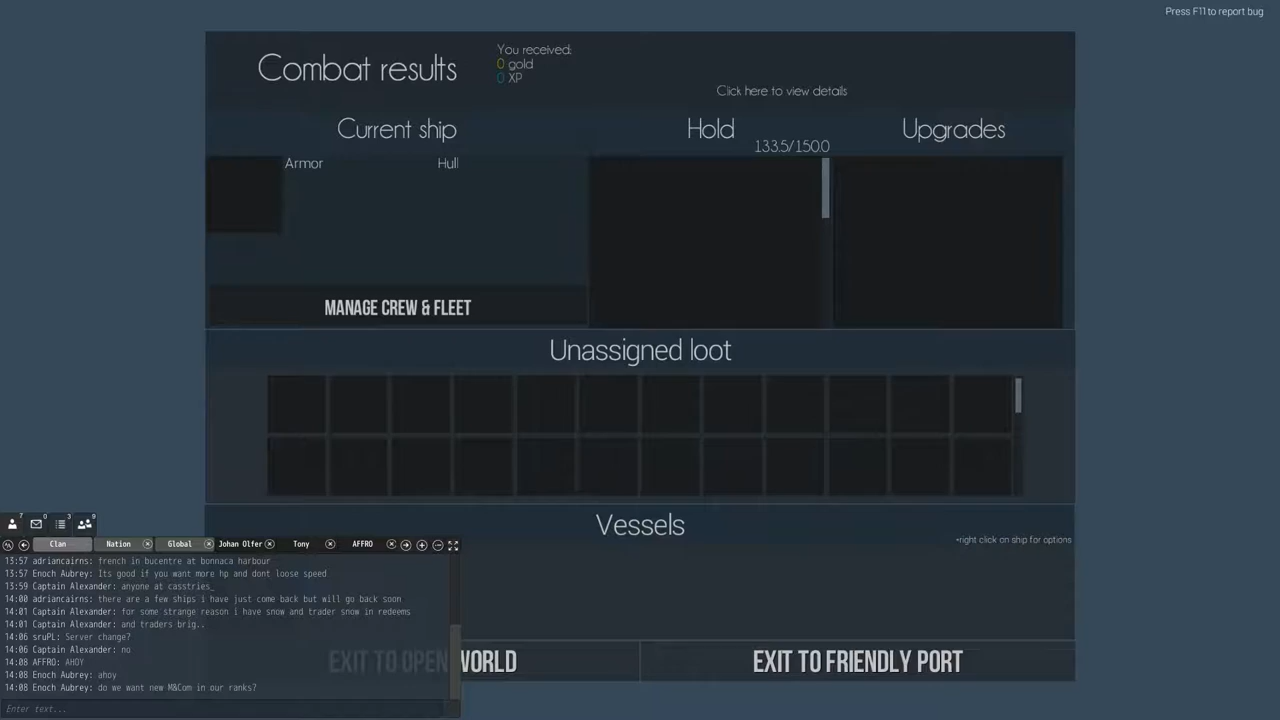 Press F11 to report bug
Combat results
You received:
0 gold
0 XP
Click here to view details
Current ship
Hold
133.5/150.0
Upgrades
Armor
Hull
MANAGE CREW & FLEET
Unassigned loot
Vessels
*right click on ship for options
7
0
3
9
Clan
Nation
Global
Johan Olfer
Tony
AFFRO
13:57 adriancairns: french in bucentre at bonnaca harbour
13:57 Enoch Aubrey: Its good if you want more hp and dont loose speed
13:59 Captain Alexander: anyone at casstries_
14:00 adriancairns: there are a few ships i have just come back but will go back soon
14:01 Captain Alexander: for some strange reason i have snow and trader snow in redeems
14:01 Captain Alexander: and traders brig..
14:06 sruPL: Server change?
14:06 Captain Alexander: no
14:08 AFFRO: AHOY
14:08 Enoch Aubrey: ahoy
14:08 Enoch Aubrey: do we want new M&Com in our ranks?
Enter text...
EXIT TO OPEN WORLD
EXIT TO FRIENDLY PORT